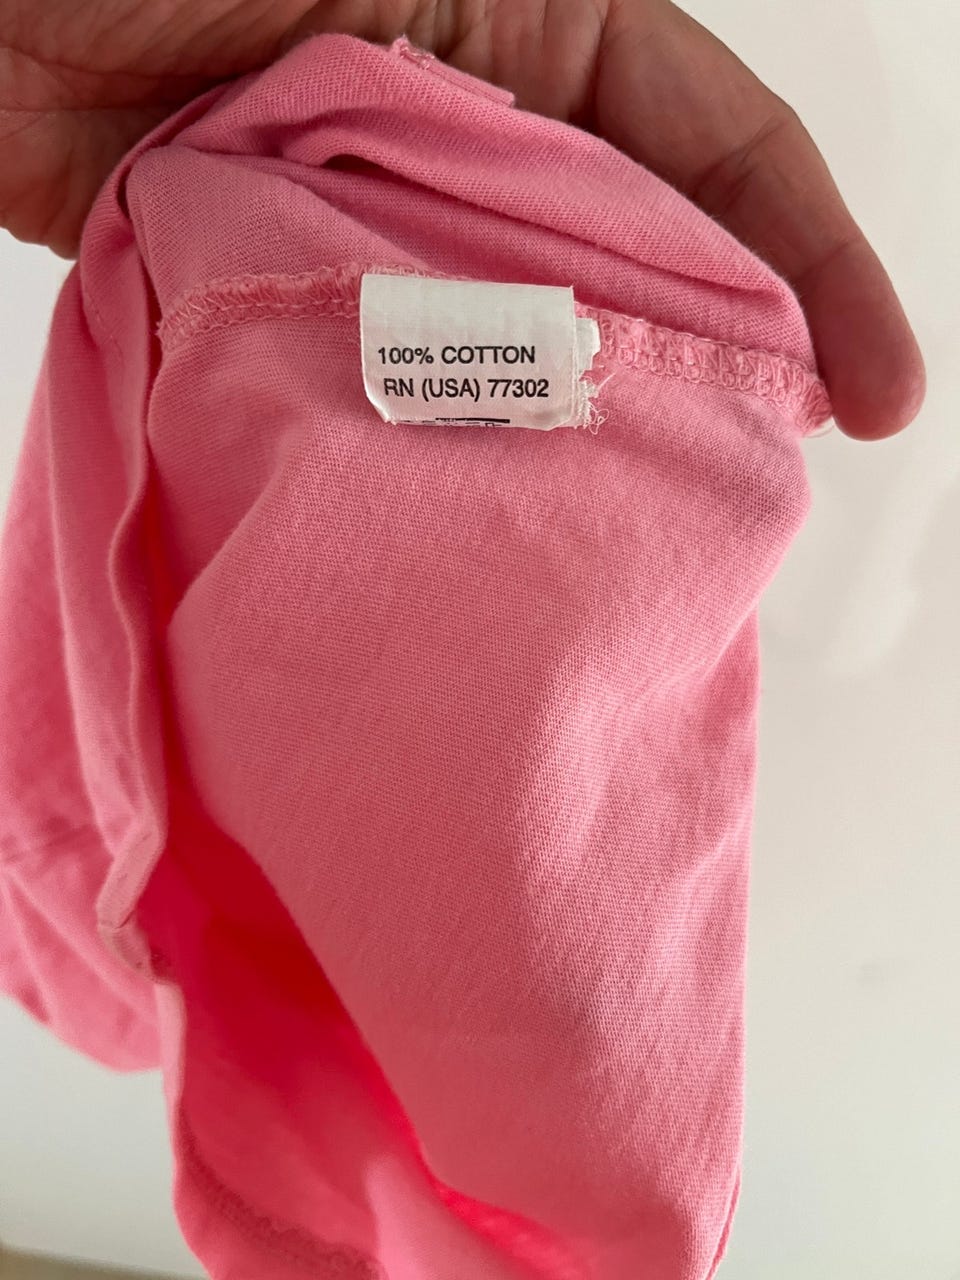 100% COTTON
RN (USA) 77302